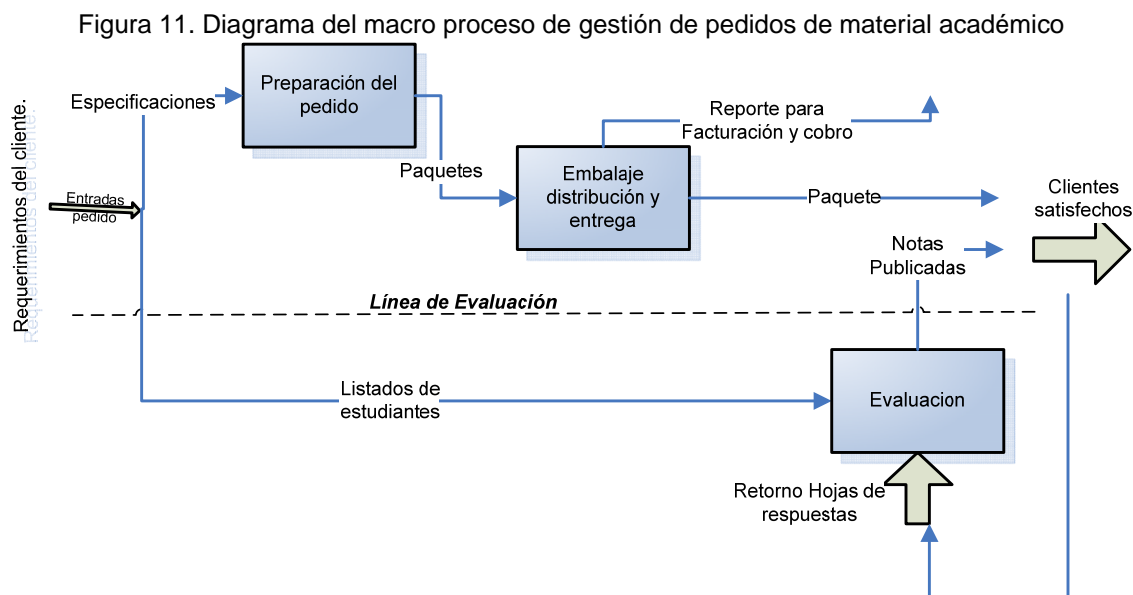 Figura 11. Diagrama del macro proceso de gestión de pedidos de material académico
Requerimientos del cliente.
Entradas
pedido
Especificaciones
Preparación del
pedido
Paquetes
Reporte para
Facturación y cobro
Embalaje
distribución y
entrega
Paquete
Clientes
satisfechos
Notas
Publicadas
Línea de Evaluación
Listados de
estudiantes
Evaluacion
Retorno Hojas de
respuestas